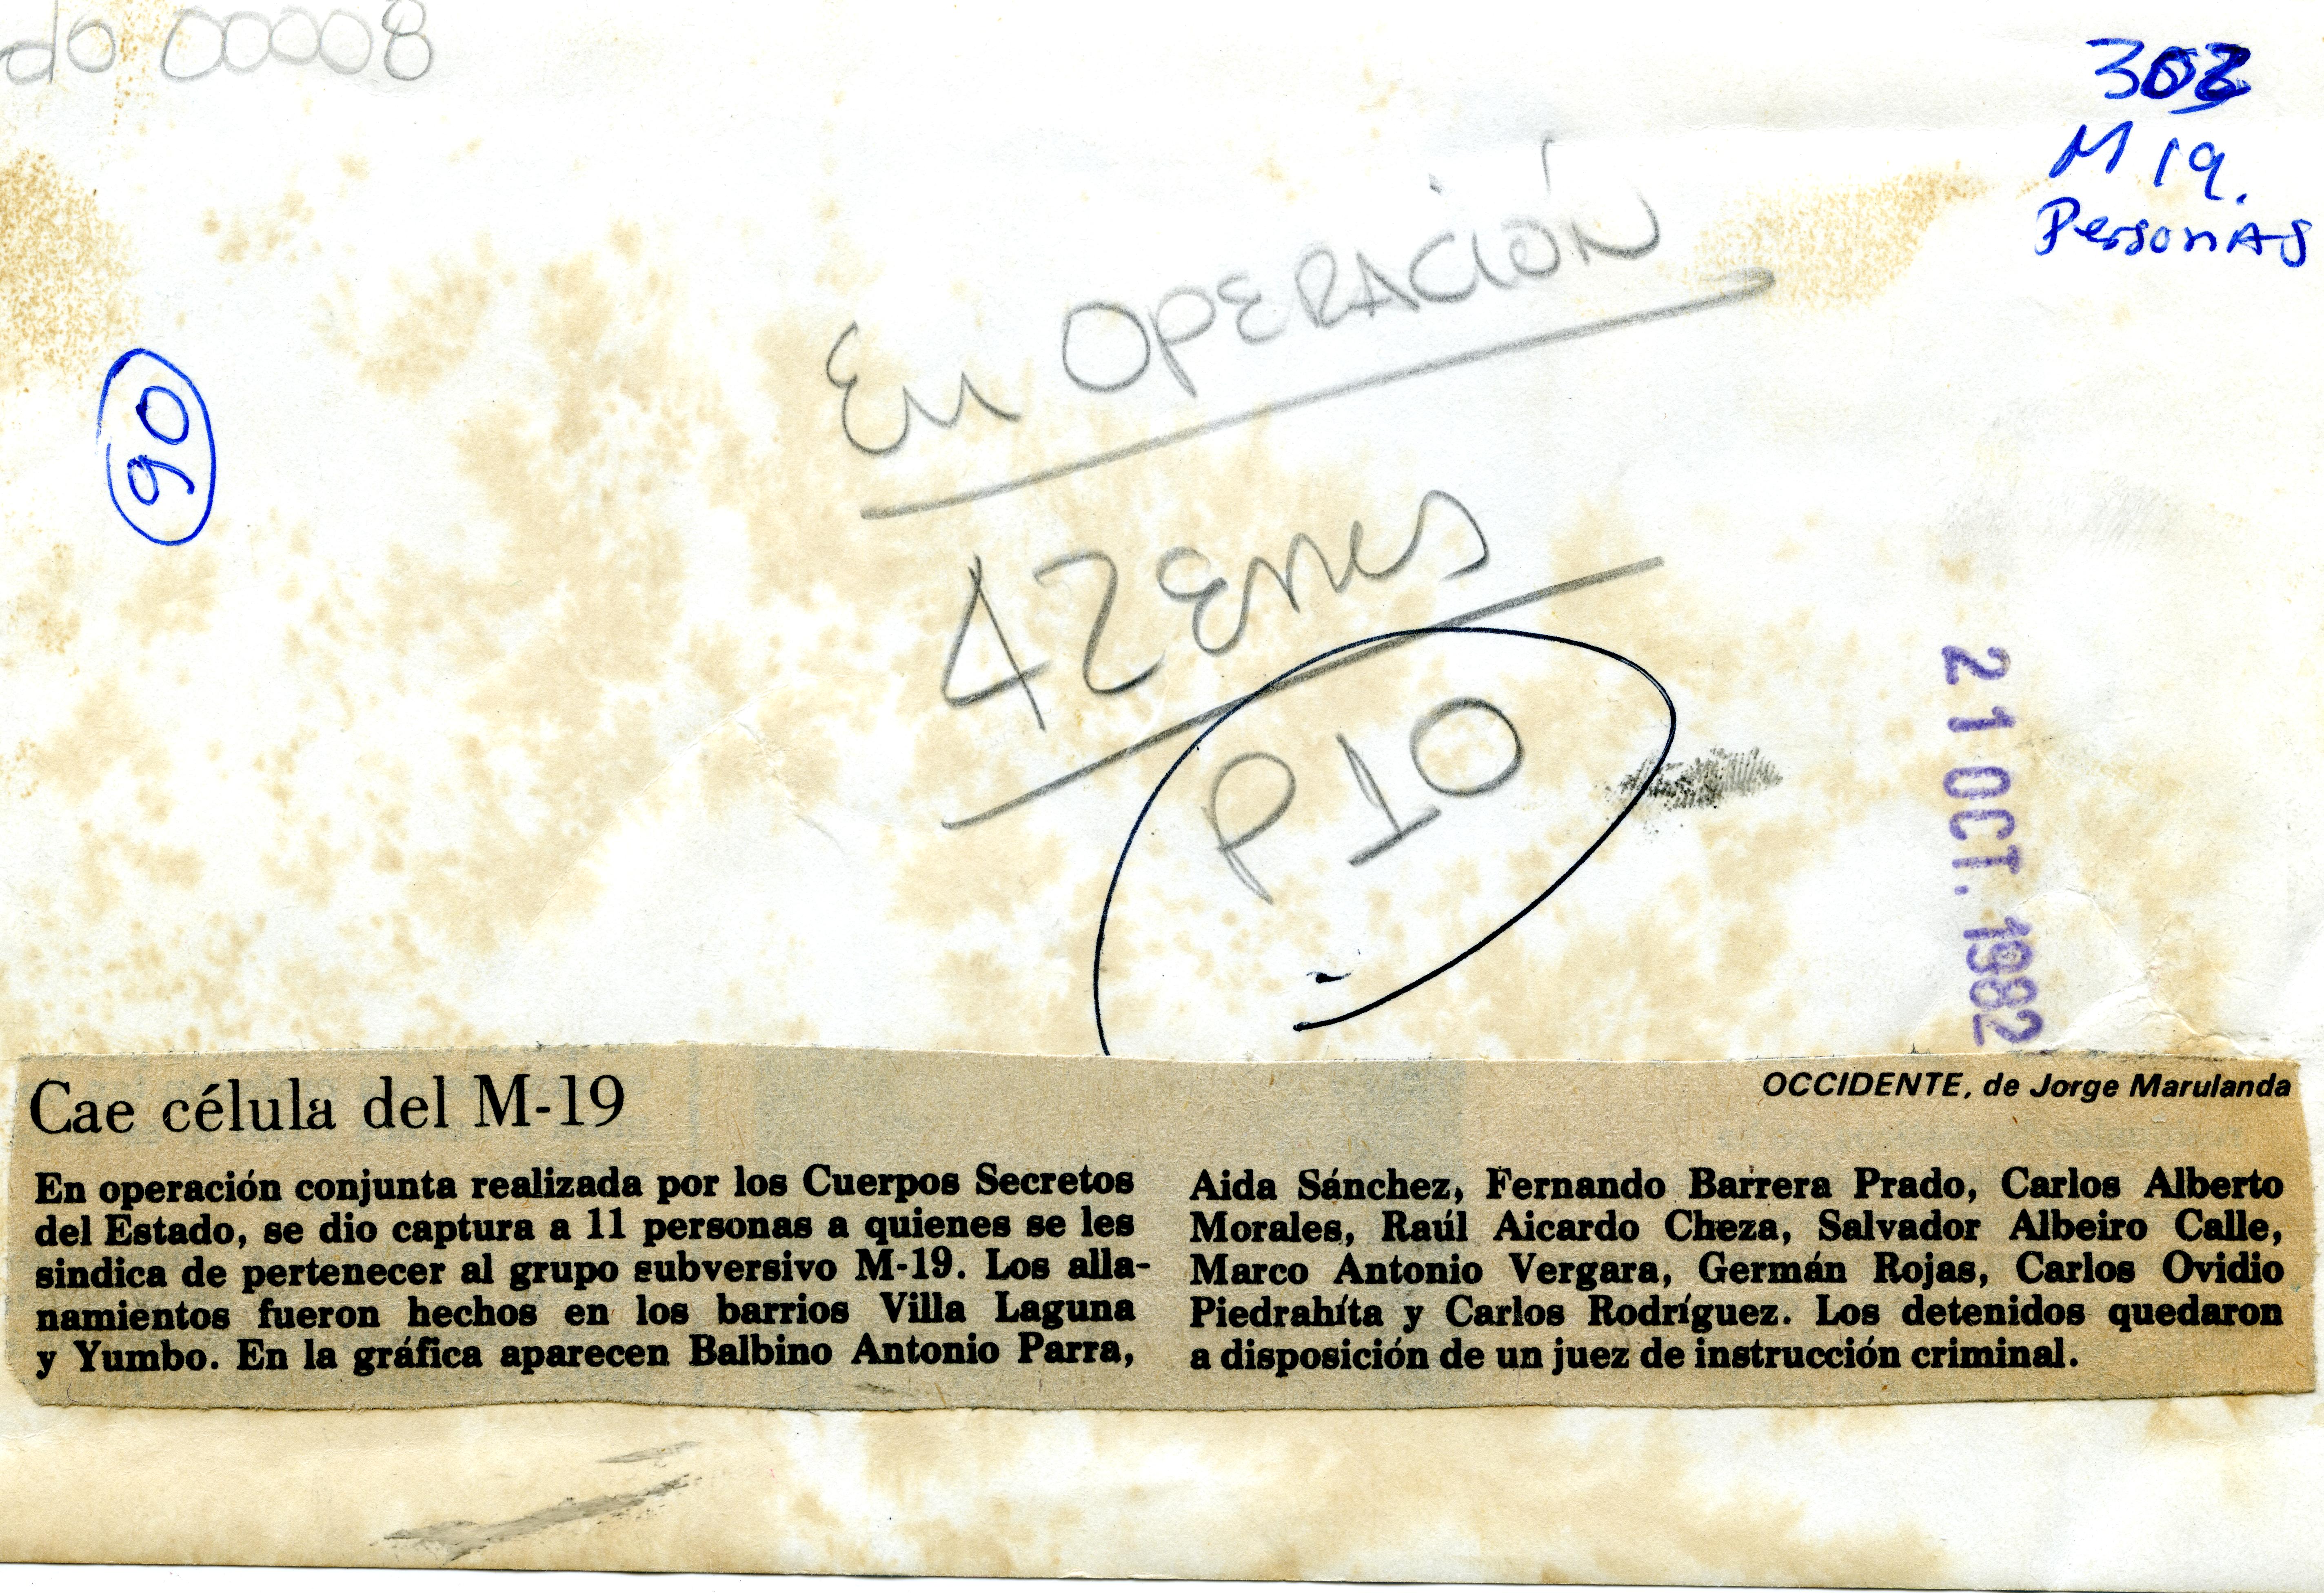 do 00008
M 19.
Personas
En OPERACIÓN
90
42 emes
P10
21 OCT. 1982
Cae célula del M-19
OCCIDENTE, de Jorge Marulanda
En operación conjunta realizada por los Cuerpos Secretos
del Estado, se dio captura a 11 personas a quienes se les
sindica de pertenecer al grupo subversivo M-19. Los alla-
namientos fueron hechos en los barrios Villa Laguna
y Yumbo. En la gráfica aparecen Balbino Antonio Parra,
Aida Sánchez, Fernando Barrera Prado, Carlos Alberto
Morales, Raúl Aicardo Cheza, Salvador Albeiro Calle,
Marco Antonio Vergara, Germán Rojas, Carlos Ovidio
Piedrahíta y Carlos Rodríguez. Los detenidos quedaron
a disposición de un juez de instrucción criminal.